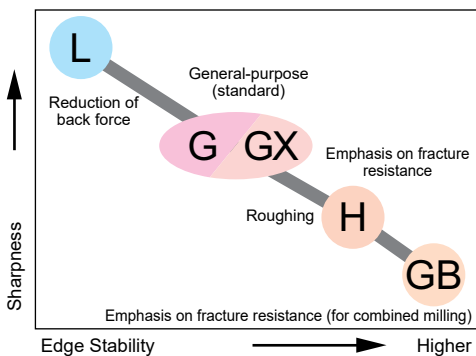 L
General-purpose
(standard)
Reduction of
back force
G GX
Emphasis on fracture
resistance
Roughing
H
GB
Emphasis on fracture resistance (for combined milling)
Sharpness
Edge Stability
Higher